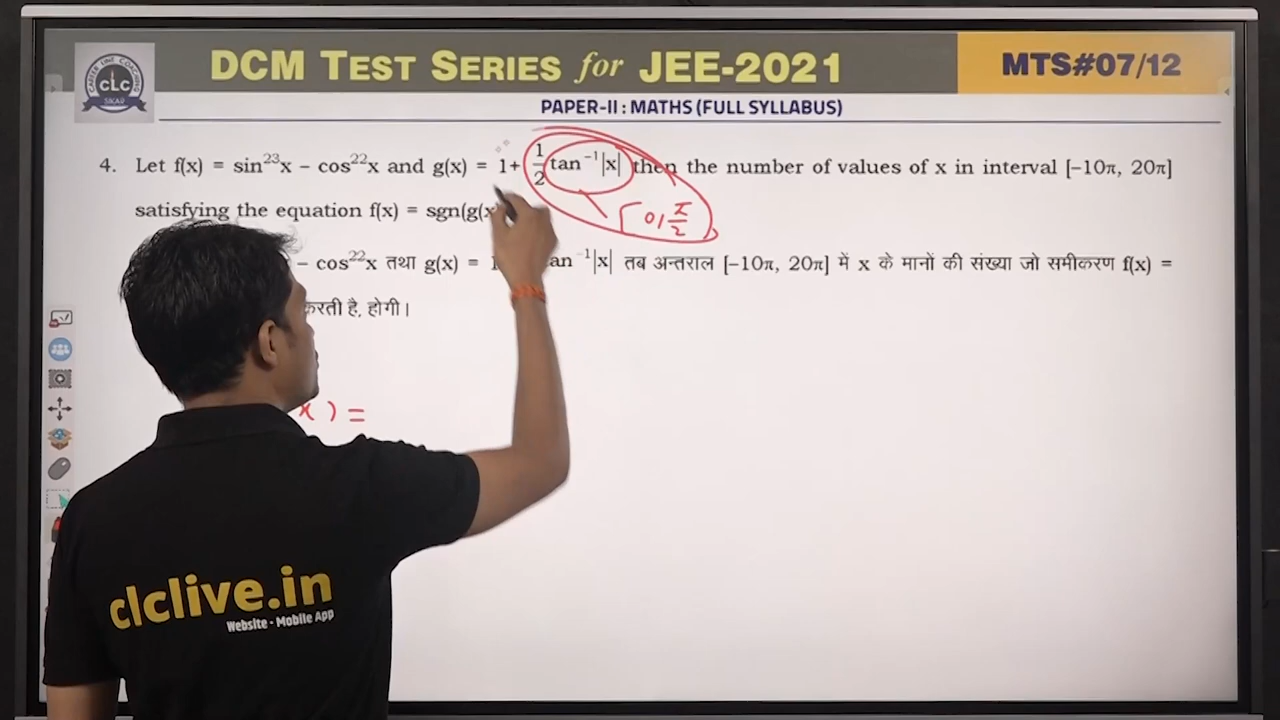 DCM TEST SERIES for JEE-2021
MTS#07/12
CLC
SIKAR
PAPER-II : MATHS (FULL SYLLABUS)
4. Let f(x) = sin²³x – cos²²x and g(x) = 1+ 1/2 tan⁻¹|x| then the number of values of x in interval [–10π, 20π]
[0, π/2
satisfying the equation f(x) = sgn(g(x)
– cos²²x तथा g(x) = 1 an⁻¹|x| तब अन्तराल [–10π, 20π] में x के मानों की संख्या जो समीकरण f(x) =
करती है, होगी।
x) =
clclive.in
Website - Mobile App